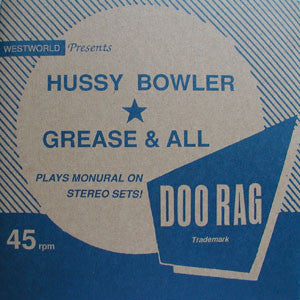 WESTWORLD Presents
HUSSY BOWLER
★
GREASE & ALL
PLAYS MONURAL ON
STEREO SETS!
DOO RAG
Trademark
45 rpm